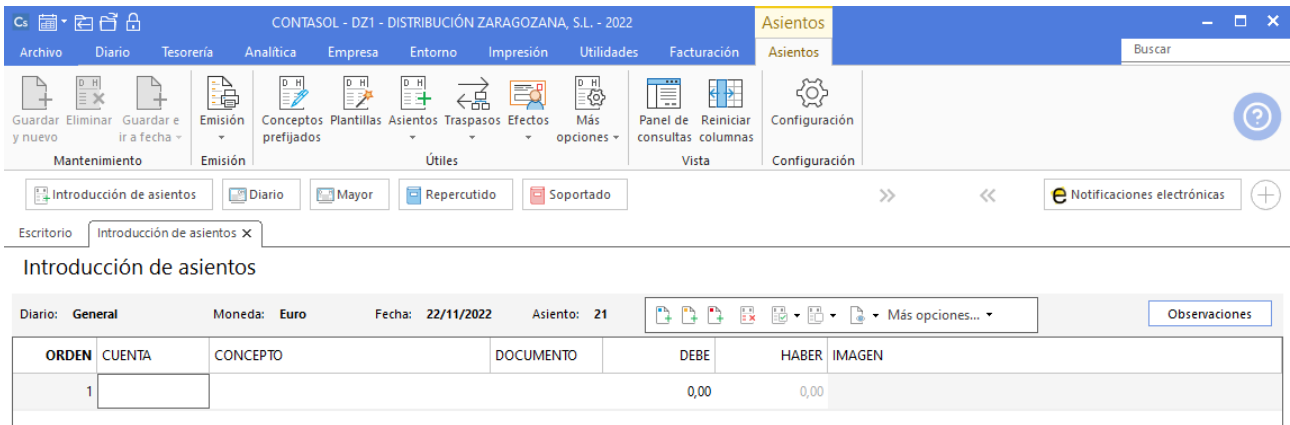 Cs CONTASOL - DZ1 - DISTRIBUCIÓN ZARAGOZANA, S.L. - 2022 Asientos
Archivo Diario Tesorería Analítica Empresa Entorno Impresión Utilidades Facturación Asientos Buscar
D H D H D H D H D H
Guardar Eliminar Guardar e Emisión Conceptos Plantillas Asientos Traspasos Efectos Más Panel de Reiniciar Configuración
y nuevo ir a fecha prefijados opciones consultas columnas
Mantenimiento Emisión Útiles Vista Configuración
?
Introducción de asientos Diario Mayor Repercutido Soportado >> << e Notificaciones electrónicas
Escritorio Introducción de asientos
Introducción de asientos
Diario: General Moneda: Euro Fecha: 22/11/2022 Asiento: 21 Más opciones... Observaciones
ORDEN CUENTA CONCEPTO DOCUMENTO DEBE HABER IMAGEN
1 0,00 0,00